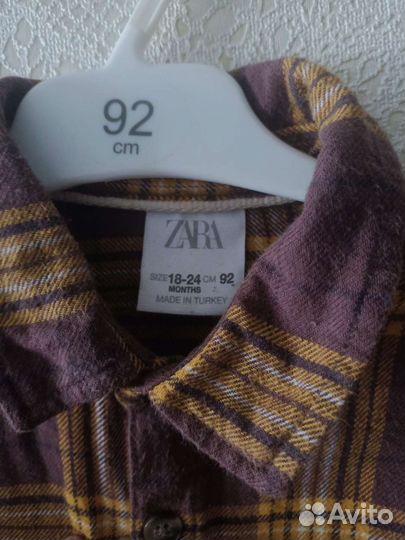 92
cm
ZARA
SIZE 18-24 CM 92
MONTHS
MADE IN TURKEY
Avito